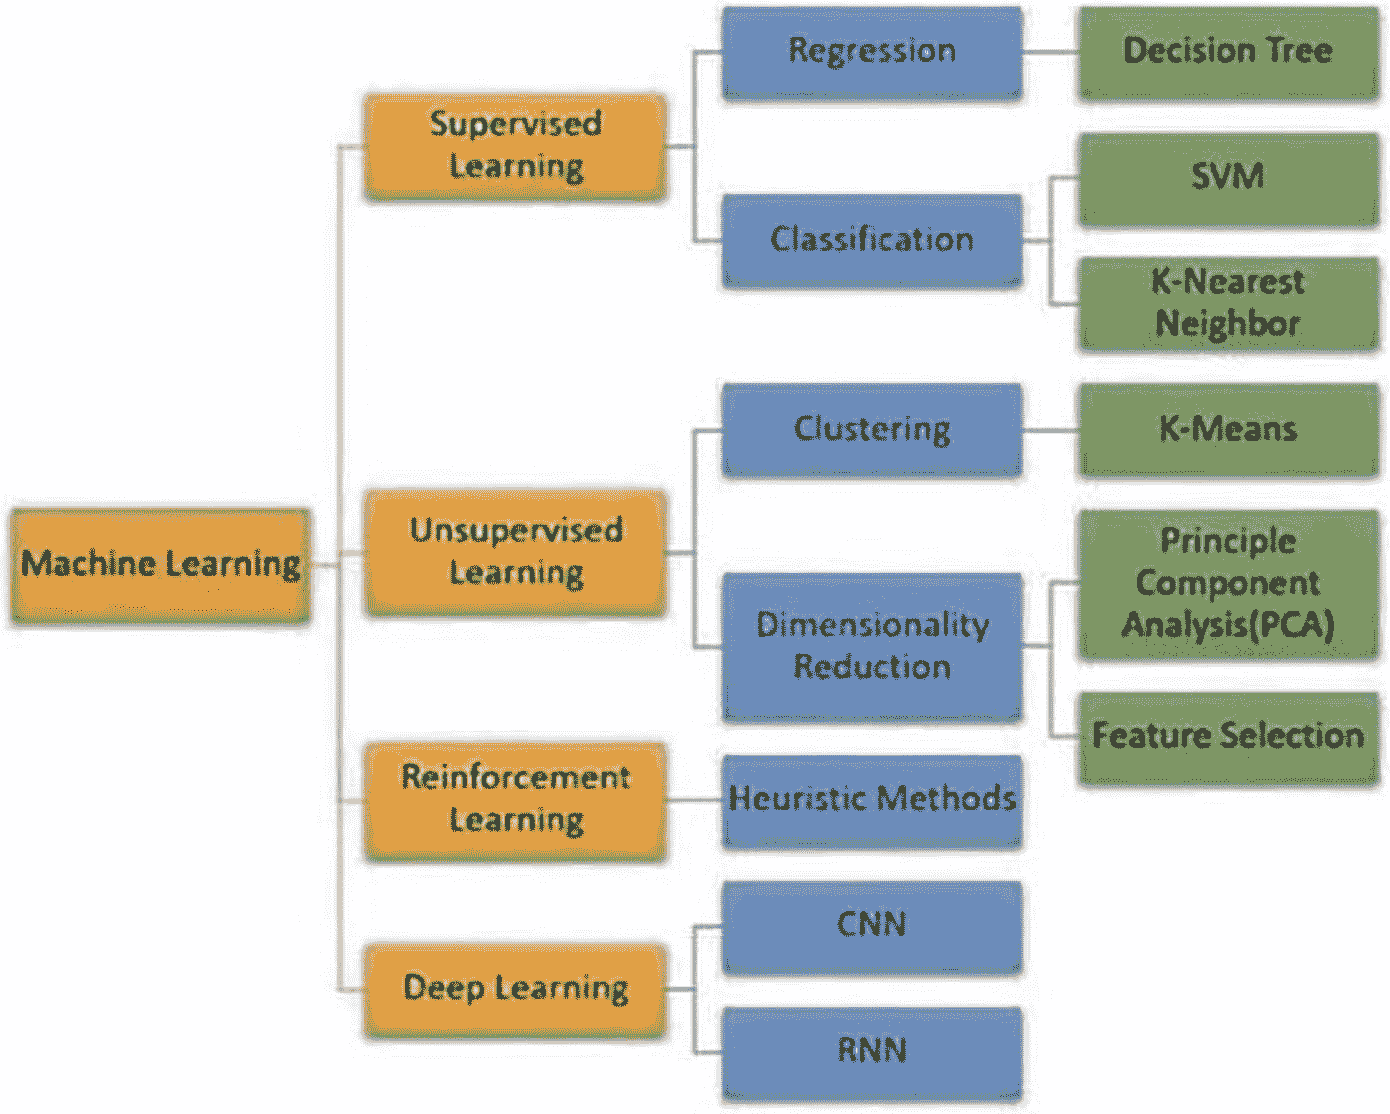 Machine Learning
Supervised
Learning
Regression
Decision Tree
Classification
SVM
K-Nearest
Neighbor
Unsupervised
Learning
Clustering
K-Means
Dimensionality
Reduction
Principle
Component
Analysis(PCA)
Feature Selection
Reinforcement
Learning
Heuristic Methods
Deep Learning
CNN
RNN